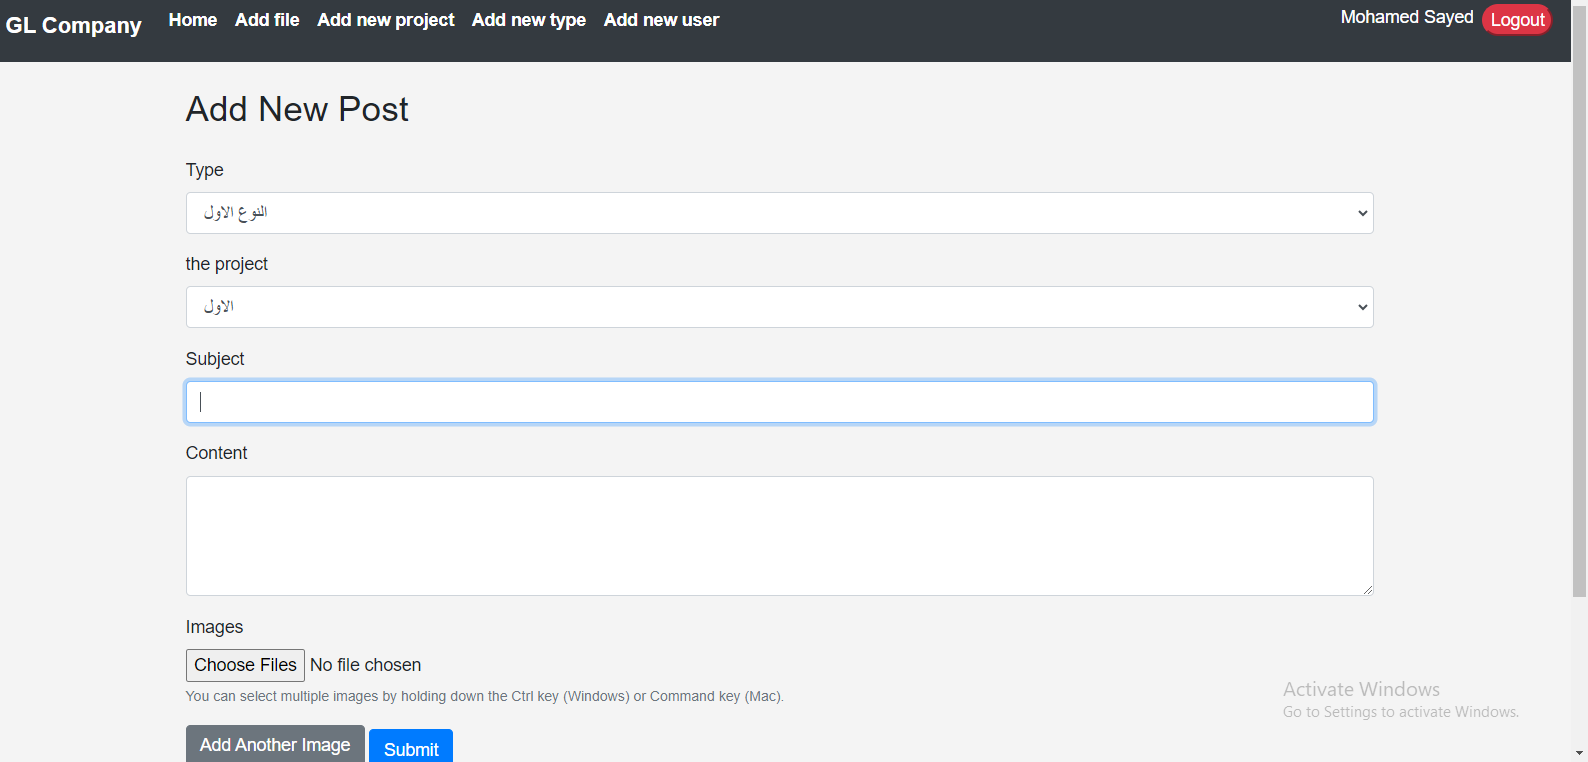 GL Company Home Add file Add new project Add new type Add new user Mohamed Sayed Logout
Add New Post
Type
النوع الاول
the project
الاول
Subject
Content
Images
Choose Files No file chosen
You can select multiple images by holding down the Ctrl key (Windows) or Command key (Mac).
Add Another Image Submit
Activate Windows
Go to Settings to activate Windows.